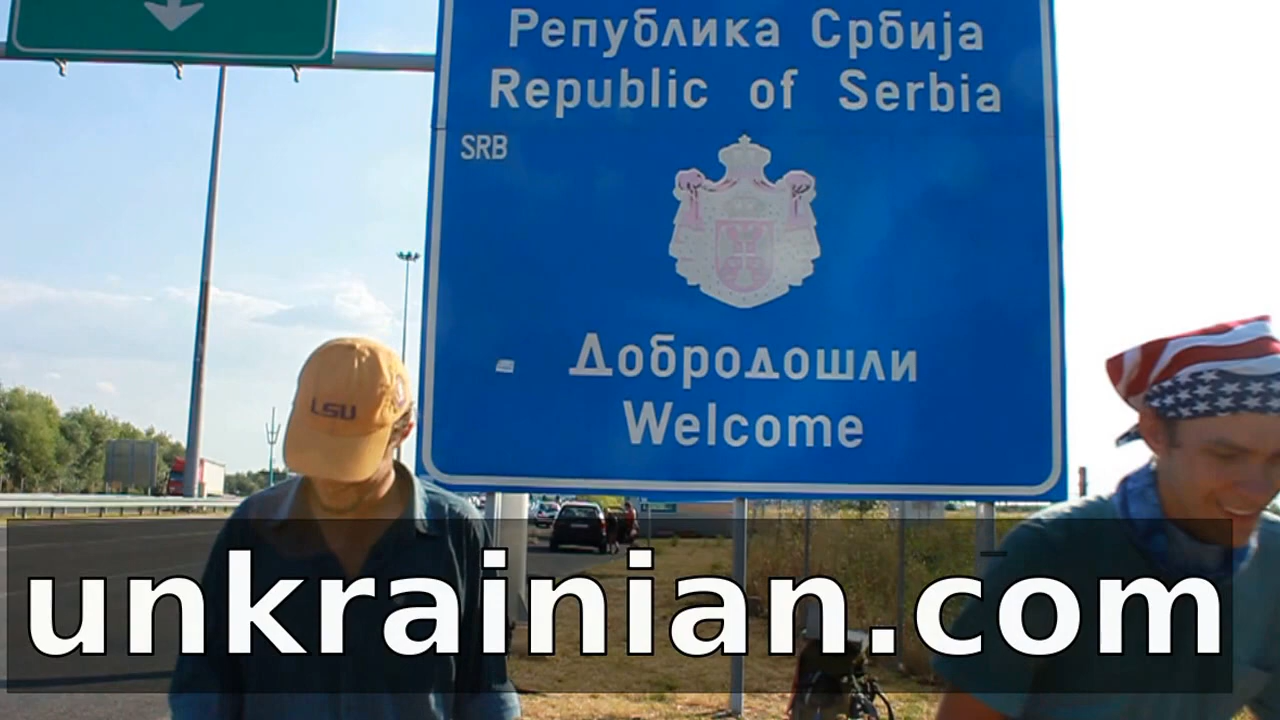 Република Србија
Republic of Serbia
SRB
Добродошли
Welcome
LSU
unkrainian.com